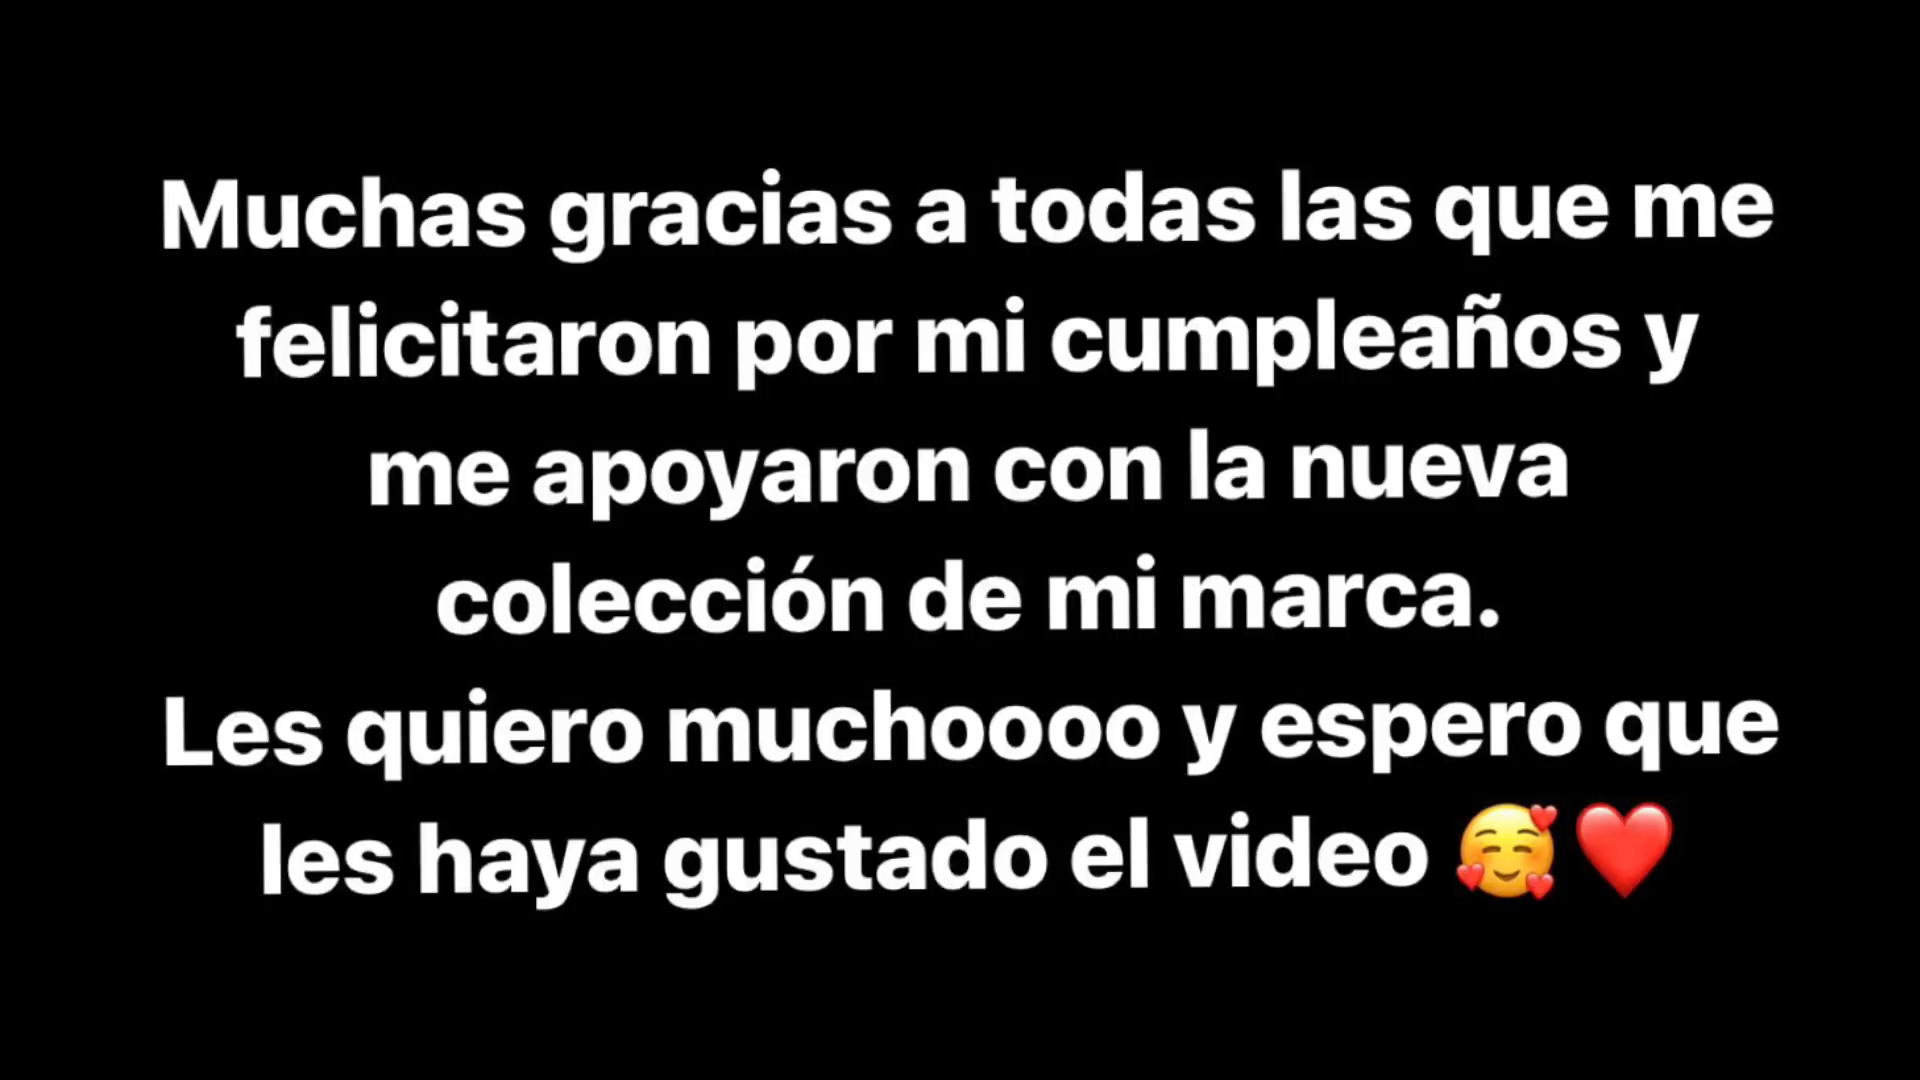 Muchas gracias a todas las que me
felicitaron por mi cumpleaños y
me apoyaron con la nueva
colección de mi marca.
Les quiero muchoooo y espero que
les haya gustado el video 🥰❤️